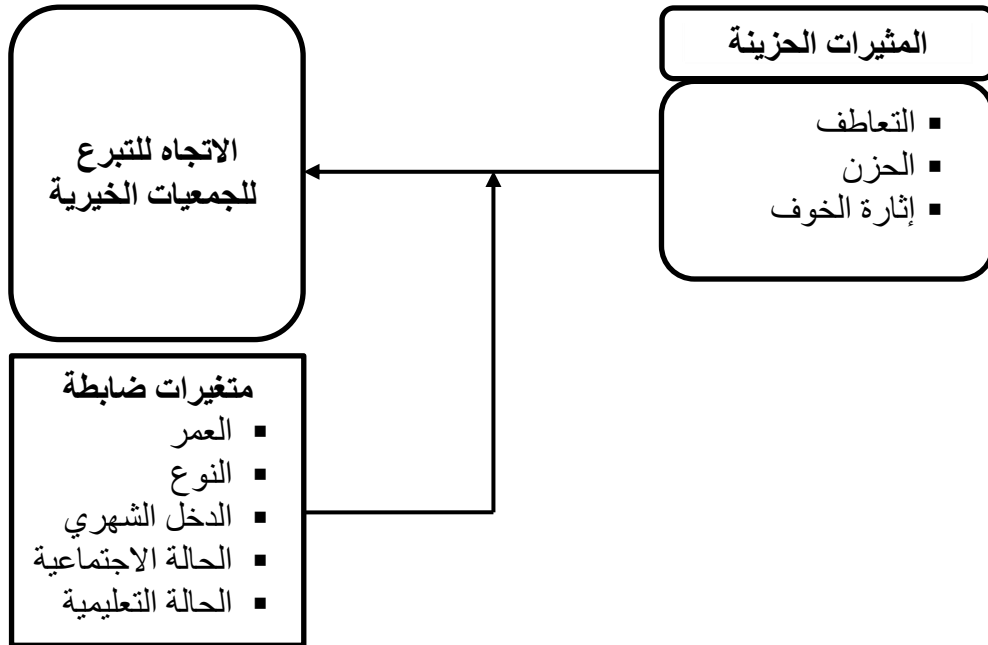 المثيرات الحزينة
▪ التعاطف
▪ الحزن
▪ إثارة الخوف
الاتجاه للتبرع
للجمعيات الخيرية
متغيرات ضابطة
▪ العمر
▪ النوع
▪ الدخل الشهري
▪ الحالة الاجتماعية
▪ الحالة التعليمية